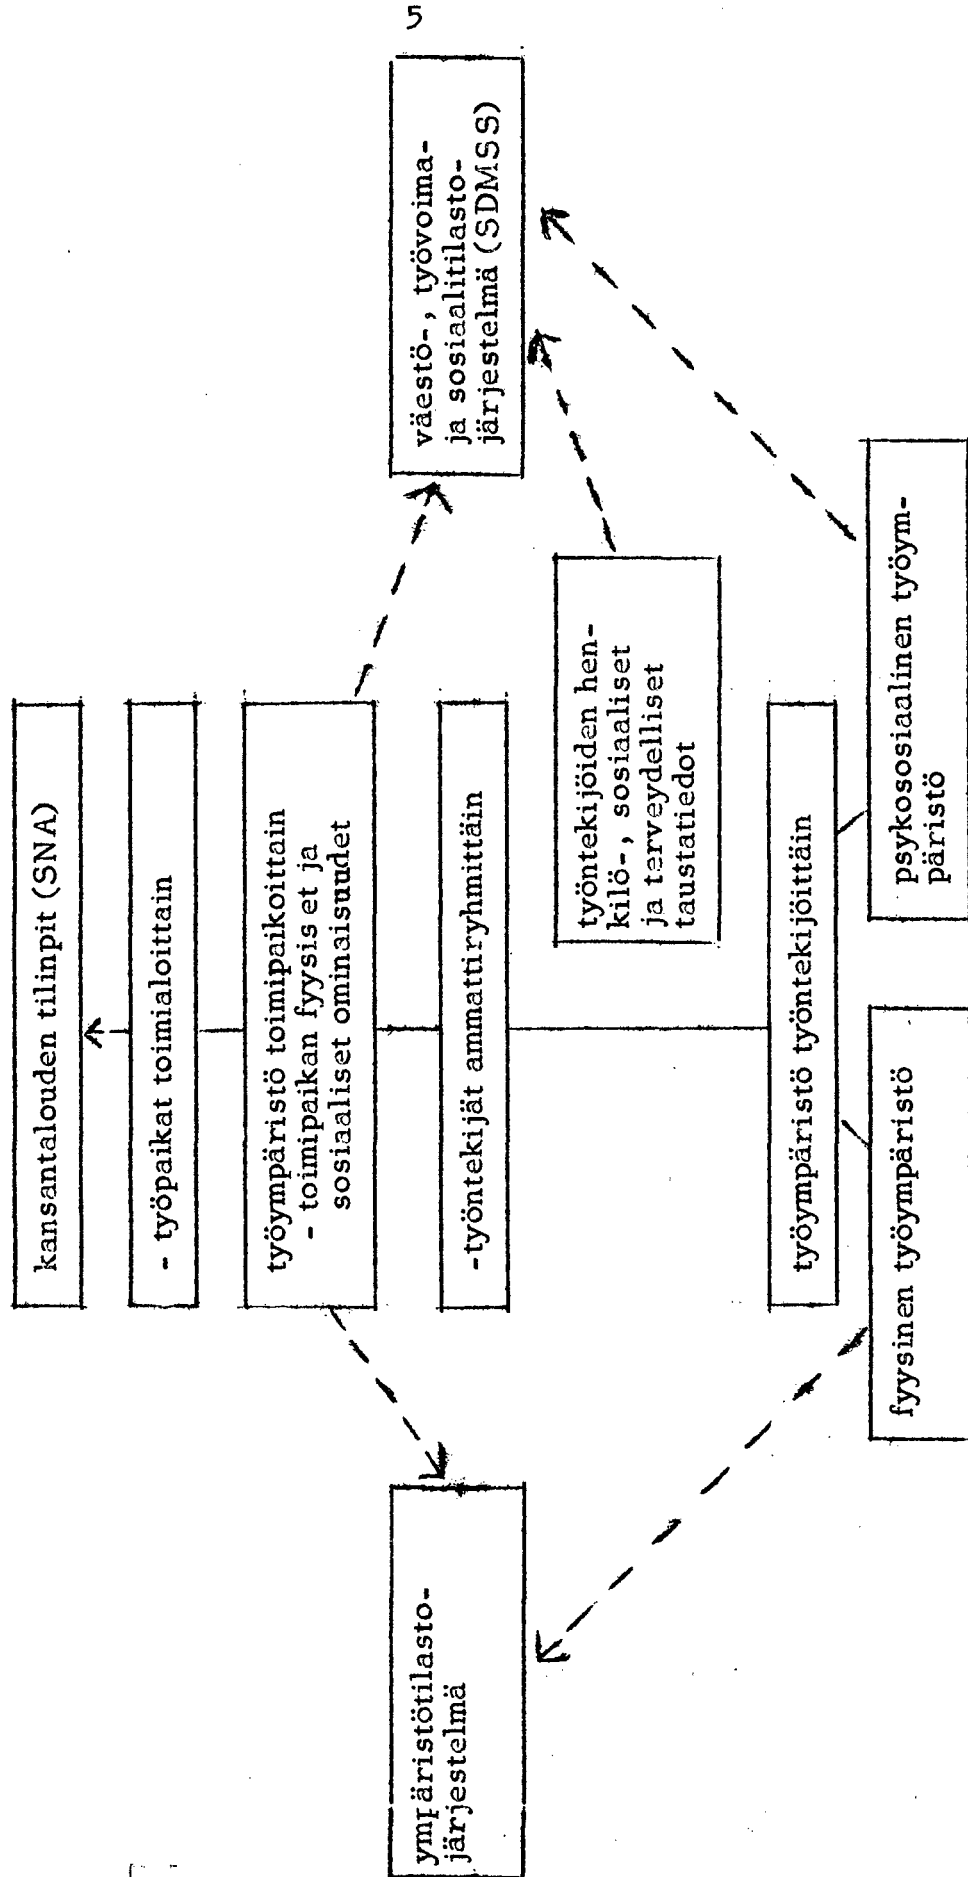 5
kansantalouden tilinpit (SNA)
- työpaikat toimialoittain
työympäristö toimipaikoittain
- toimipaikan fyysiset ja
sosiaaliset ominaisuudet
ympäristötilasto-
järjestelmä
väestö-, työvoima-
ja sosiaalitilasto-
järjestelmä (SDMSS)
-työntekijät ammattiryhmittäin
työntekijöiden hen-
kilö-, sosiaaliset
ja terveydelliset
taustatiedot
työympäristö työntekijöittäin
fyysinen työympäristö
psykososiaalinen työym-
päristö